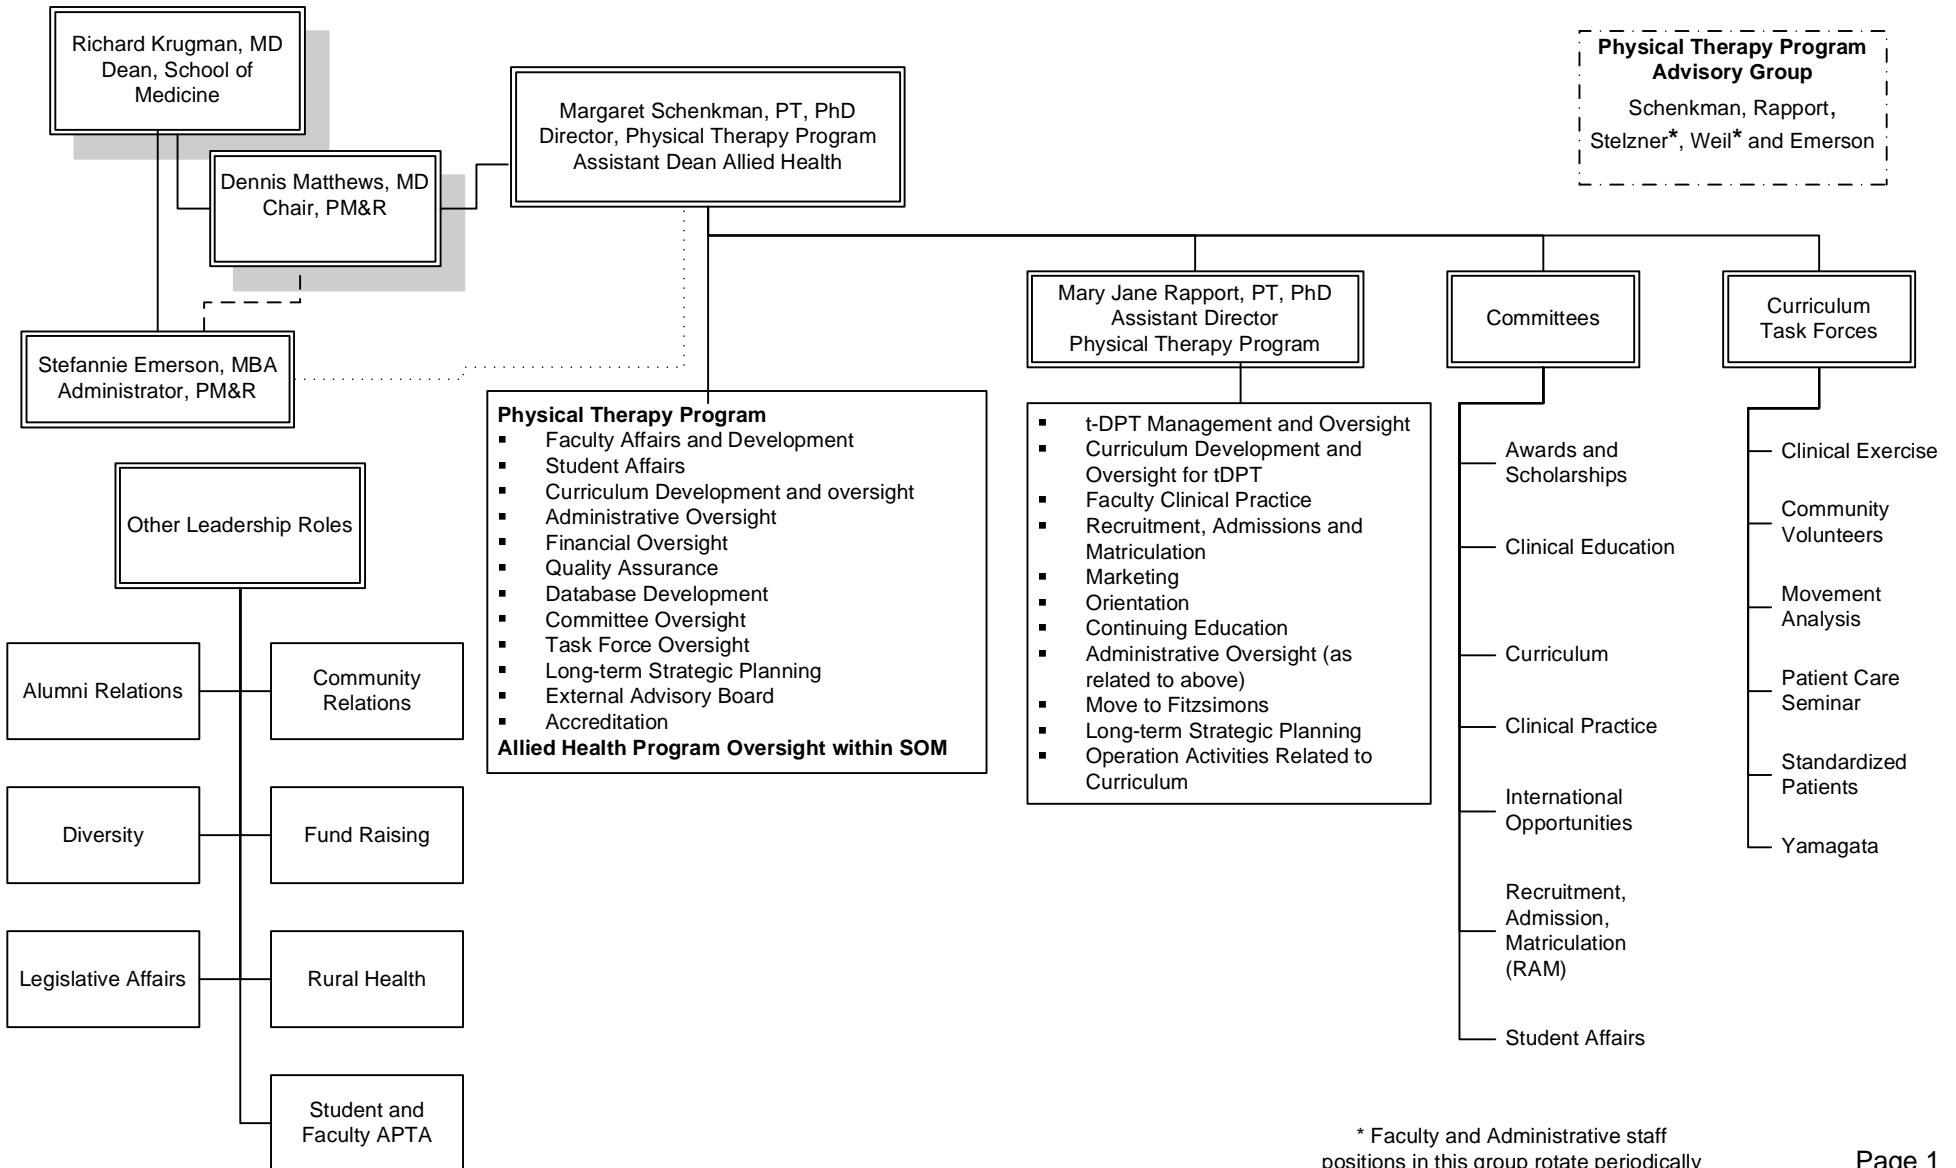 Richard Krugman, MD
Dean, School of
Medicine
Dennis Matthews, MD
Chair, PM&R
Margaret Schenkman, PT, PhD
Director, Physical Therapy Program
Assistant Dean Allied Health
Physical Therapy Program
Advisory Group
Schenkman, Rapport,
Stelzner*, Weil* and Emerson
Stefannie Emerson, MBA
Administrator, PM&R
Mary Jane Rapport, PT, PhD
Assistant Director
Physical Therapy Program
Committees
Curriculum
Task Forces
Other Leadership Roles
Alumni Relations
Community
Relations
Diversity
Fund Raising
Legislative Affairs
Rural Health
Student and
Faculty APTA
Physical Therapy Program
▪ Faculty Affairs and Development
▪ Student Affairs
▪ Curriculum Development and oversight
▪ Administrative Oversight
▪ Financial Oversight
▪ Quality Assurance
▪ Database Development
▪ Committee Oversight
▪ Task Force Oversight
▪ Long-term Strategic Planning
▪ External Advisory Board
▪ Accreditation
Allied Health Program Oversight within SOM
▪ t-DPT Management and Oversight
▪ Curriculum Development and
Oversight for tDPT
▪ Faculty Clinical Practice
▪ Recruitment, Admissions and
Matriculation
▪ Marketing
▪ Orientation
▪ Continuing Education
▪ Administrative Oversight (as
related to above)
▪ Move to Fitzsimons
▪ Long-term Strategic Planning
▪ Operation Activities Related to
Curriculum
Awards and
Scholarships
Clinical Education
Curriculum
Clinical Practice
International
Opportunities
Recruitment,
Admission,
Matriculation
(RAM)
Student Affairs
Clinical Exercise
Community
Volunteers
Movement
Analysis
Patient Care
Seminar
Standardized
Patients
Yamagata
* Faculty and Administrative staff
positions in this group rotate periodically
Page 1